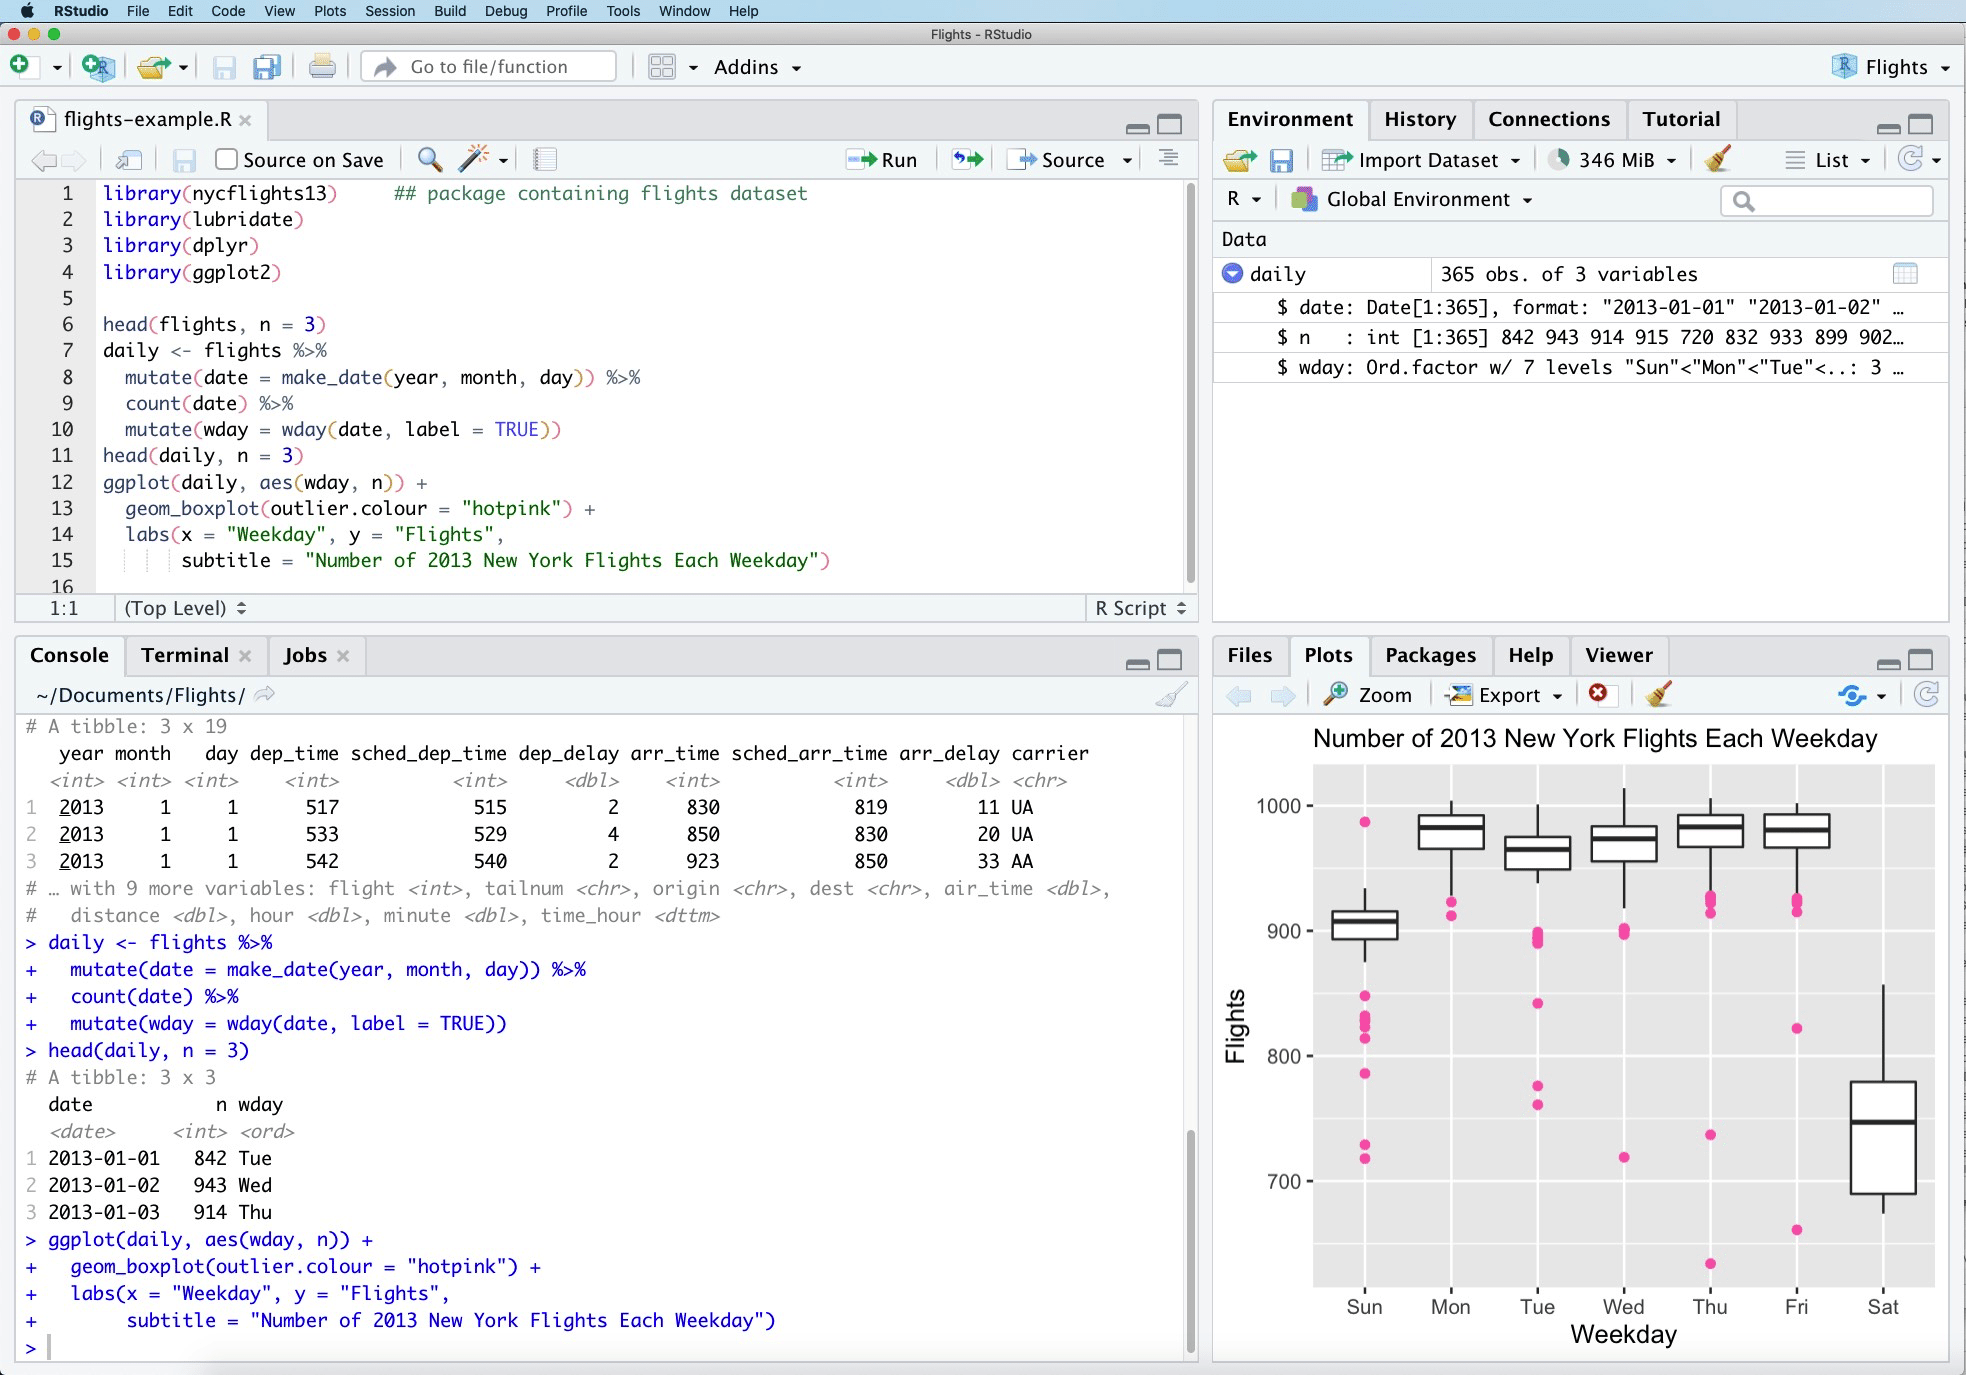 RStudio File Edit Code View Plots Session Build Debug Profile Tools Window Help
Flights - RStudio
Go to file/function Addins Flights
flights-example.R
Source on Save Run Source
1 library(nycflights13)     ## package containing flights dataset
2 library(lubridate)
3 library(dplyr)
4 library(ggplot2)
5
6 head(flights, n = 3)
7 daily <- flights %>%
8   mutate(date = make_date(year, month, day)) %>%
9   count(date) %>%
10   mutate(wday = wday(date, label = TRUE))
11 head(daily, n = 3)
12 ggplot(daily, aes(wday, n)) +
13   geom_boxplot(outlier.colour = "hotpink") +
14   labs(x = "Weekday", y = "Flights",
15        subtitle = "Number of 2013 New York Flights Each Weekday")
16
1:1 (Top Level) R Script
Console Terminal Jobs
~/Documents/Flights/
# A tibble: 3 x 19
   year month   day dep_time sched_dep_time dep_delay arr_time sched_arr_time arr_delay carrier
  <int> <int> <int>    <int>          <int>     <dbl>    <int>          <int>     <dbl> <chr>
1  2013     1     1      517            515         2      830            819        11 UA
2  2013     1     1      533            529         4      850            830        20 UA
3  2013     1     1      542            540         2      923            850        33 AA
# … with 9 more variables: flight <int>, tailnum <chr>, origin <chr>, dest <chr>, air_time <dbl>,
#   distance <dbl>, hour <dbl>, minute <dbl>, time_hour <dttm>
> daily <- flights %>%
+   mutate(date = make_date(year, month, day)) %>%
+   count(date) %>%
+   mutate(wday = wday(date, label = TRUE))
> head(daily, n = 3)
# A tibble: 3 x 3
  date           n wday
  <date>     <int> <ord>
1 2013-01-01   842 Tue
2 2013-01-02   943 Wed
3 2013-01-03   914 Thu
> ggplot(daily, aes(wday, n)) +
+   geom_boxplot(outlier.colour = "hotpink") +
+   labs(x = "Weekday", y = "Flights",
+        subtitle = "Number of 2013 New York Flights Each Weekday")
>
Environment History Connections Tutorial
Import Dataset 346 MiB List
R Global Environment
Data
daily 365 obs. of 3 variables
$ date: Date[1:365], format: "2013-01-01" "2013-01-02" …
$ n   : int [1:365] 842 943 914 915 720 832 933 899 902…
$ wday: Ord.factor w/ 7 levels "Sun"<"Mon"<"Tue"<..: 3 …
Files Plots Packages Help Viewer
Zoom Export
Number of 2013 New York Flights Each Weekday
1000
900
800
700
Flights
Sun Mon Tue Wed Thu Fri Sat
Weekday